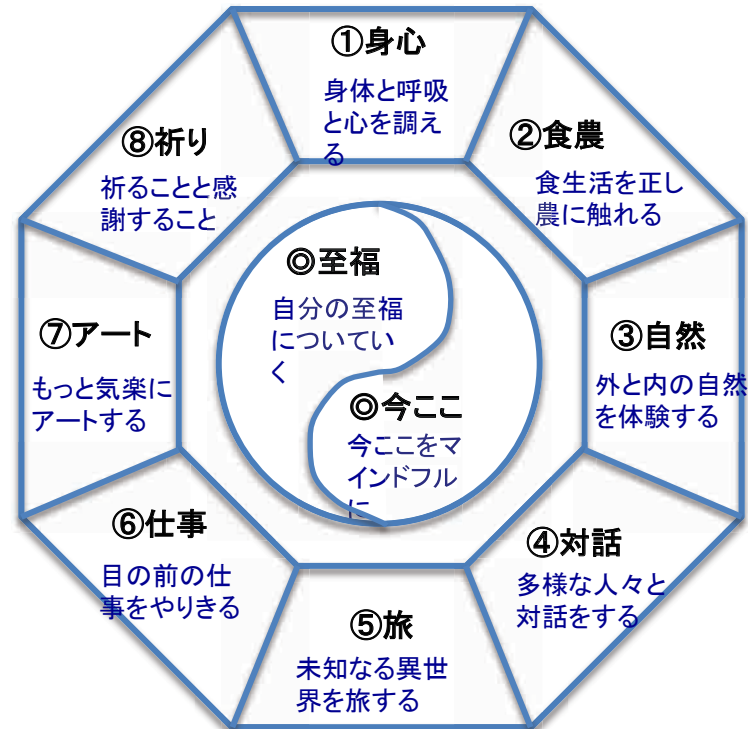 ①身心
身体と呼吸
と心を調え
る
②食農
食生活を正し
農に触れる
③自然
外と内の自然
を体験する
④対話
多様な人々と
対話をする
⑤旅
未知なる異世
界を旅する
⑥仕事
目の前の仕
事をやりきる
⑦アート
もっと気楽に
アートする
⑧祈り
祈ることと感
謝すること
◎至福
自分の至福
についてい
く
◎今ここ
今ここをマ
インドフル
に